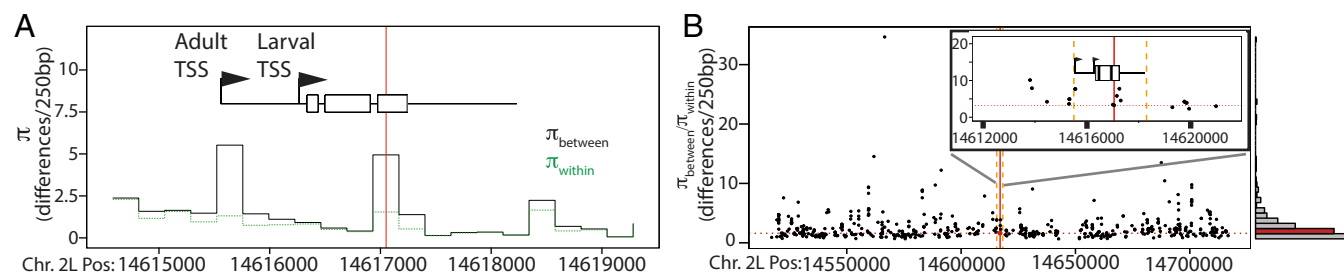 A
Adult TSS
Larval TSS
10
7.5
5
2.5
0
π
(differences/250bp)
πbetween
πwithin
Chr. 2L Pos: 14615000 14616000 14617000 14618000 14619000
B
30
20
10
0
πbetween/πwithin
(differences/250bp)
20
10
0
14612000 14616000 14620000
Chr. 2L Pos: 14550000 14600000 14650000 14700000